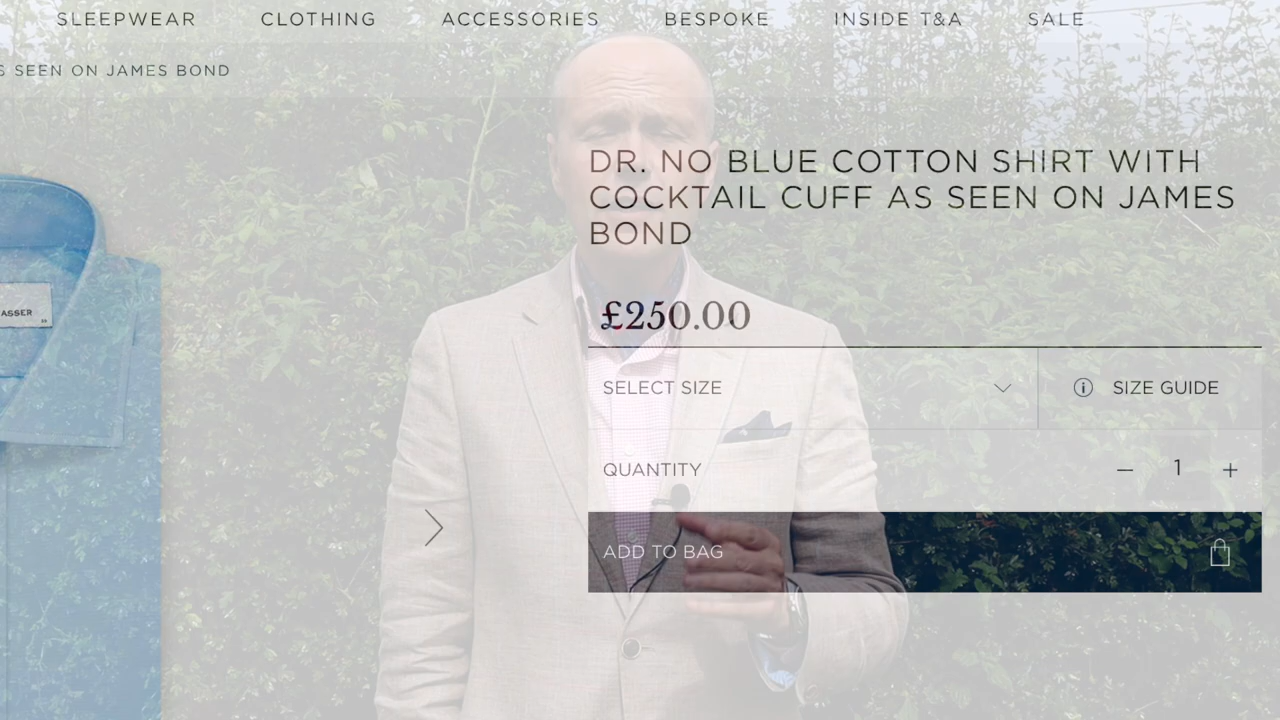 SLEEPWEAR CLOTHING ACCESSORIES BESPOKE INSIDE T&A SALE
S SEEN ON JAMES BOND
DR. NO BLUE COTTON SHIRT WITH
COCKTAIL CUFF AS SEEN ON JAMES
BOND
£250.00
ASSER
SELECT SIZE SIZE GUIDE
QUANTITY 1
ADD TO BAG